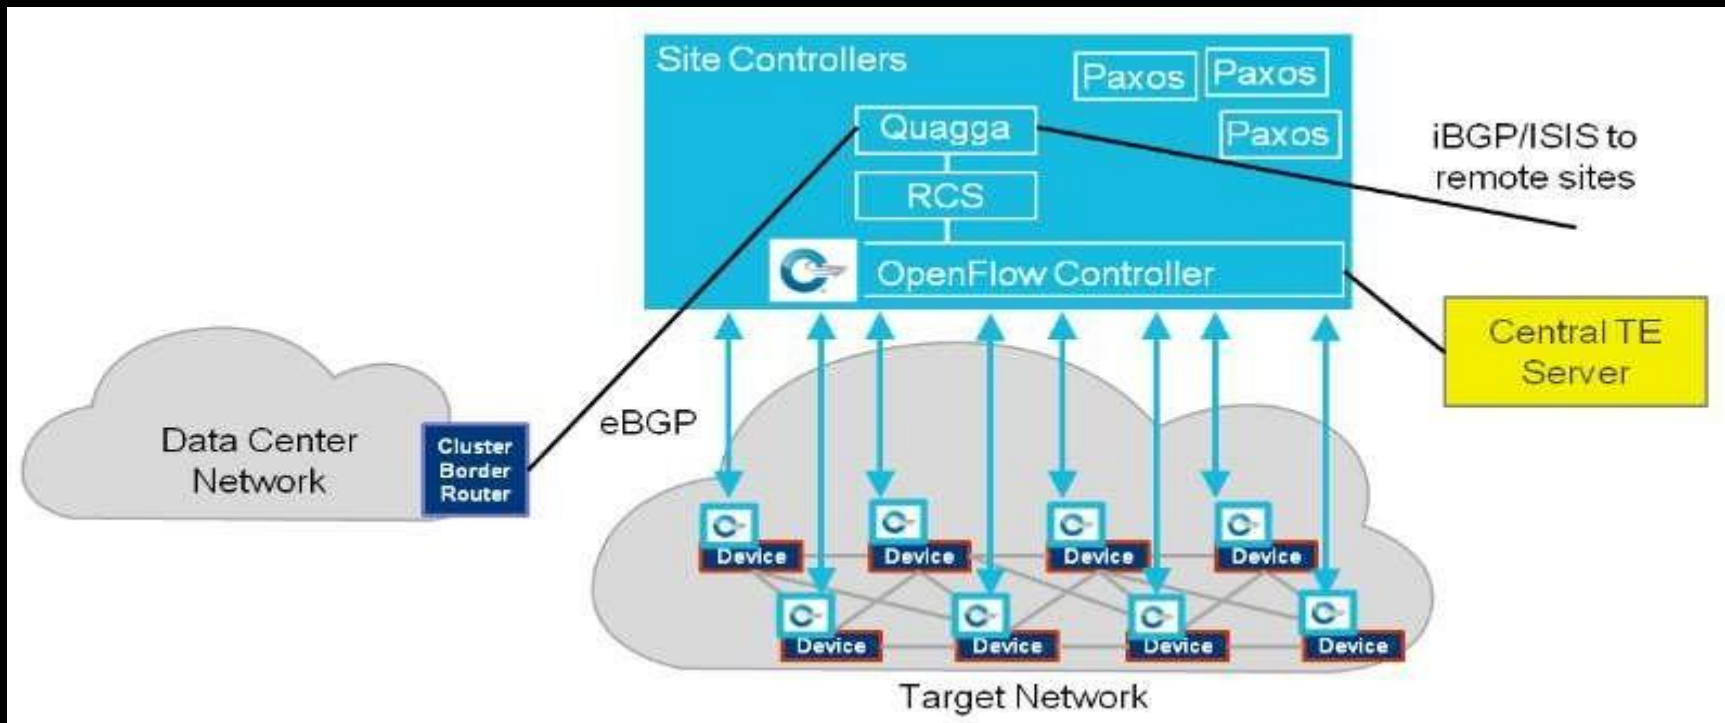 Site Controllers
Paxos
Paxos
Paxos
Quagga
RCS
OpenFlow Controller
iBGP/ISIS to
remote sites
Central TE
Server
eBGP
Data Center
Network
Cluster
Border
Router
Device
Device
Device
Device
Device
Device
Device
Device
Target Network